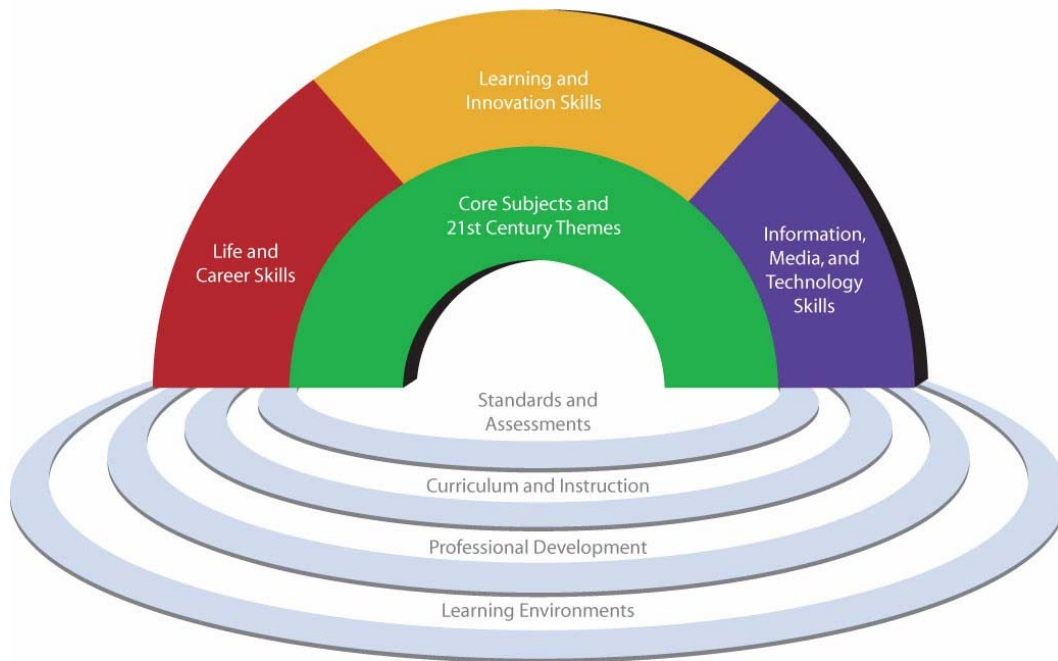 Learning and
Innovation Skills
Core Subjects and
21st Century Themes
Life and
Career Skills
Information,
Media, and
Technology
Skills
Standards and
Assessments
Curriculum and Instruction
Professional Development
Learning Environments